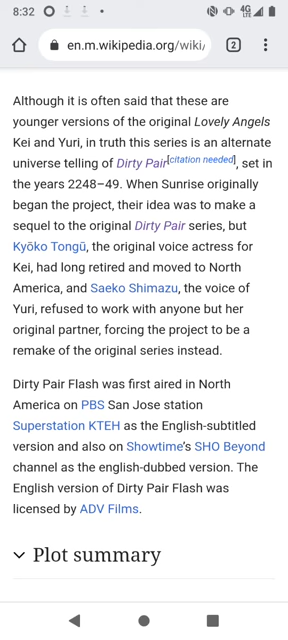 8:32
4G
LTE
en.m.wikipedia.org/wiki/
2
Although it is often said that these are
younger versions of the original Lovely Angels
Kei and Yuri, in truth this series is an alternate
universe telling of Dirty Pair[citation needed], set in
the years 2248–49. When Sunrise originally
began the project, their idea was to make a
sequel to the original Dirty Pair series, but
Kyōko Tongū, the original voice actress for
Kei, had long retired and moved to North
America, and Saeko Shimazu, the voice of
Yuri, refused to work with anyone but her
original partner, forcing the project to be a
remake of the original series instead.
Dirty Pair Flash was first aired in North
America on PBS San Jose station
Superstation KTEH as the English-subtitled
version and also on Showtime's SHO Beyond
channel as the english-dubbed version. The
English version of Dirty Pair Flash was
licensed by ADV Films.
Plot summary